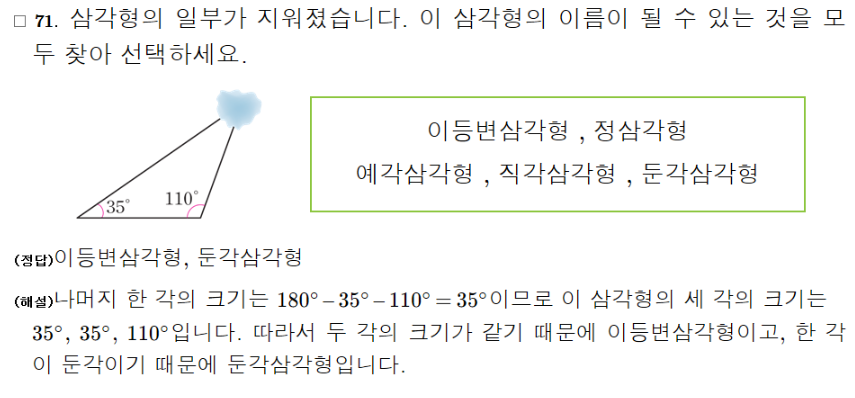 □ 71. 삼각형의 일부가 지워졌습니다. 이 삼각형의 이름이 될 수 있는 것을 모
두 찾아 선택하세요.
35°
110°
이등변삼각형 , 정삼각형
예각삼각형 , 직각삼각형 , 둔각삼각형
(정답)이등변삼각형, 둔각삼각형
(해설)나머지 한 각의 크기는 180°-35°-110°=35°이므로 이 삼각형의 세 각의 크기는
35°, 35°, 110°입니다. 따라서 두 각의 크기가 같기 때문에 이등변삼각형이고, 한 각
이 둔각이기 때문에 둔각삼각형입니다.